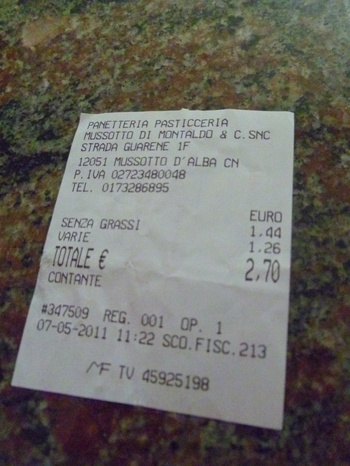 PANETTERIA PASTICCERIA
MUSSOTTO DI MONTALDO & C.SNC
STRADA GUARENE 1F
12051 MUSSOTTO D'ALBA CN
P.IVA 02723480048
TEL. 0173286895
EURO
SENZA GRASSI 1.44
VARIE 1.26
TOTALE € 2,70
CONTANTE
#347509 REG. 001 OP. 1
07-05-2011 11:22 SCO.FISC.213
MF TV 45925198